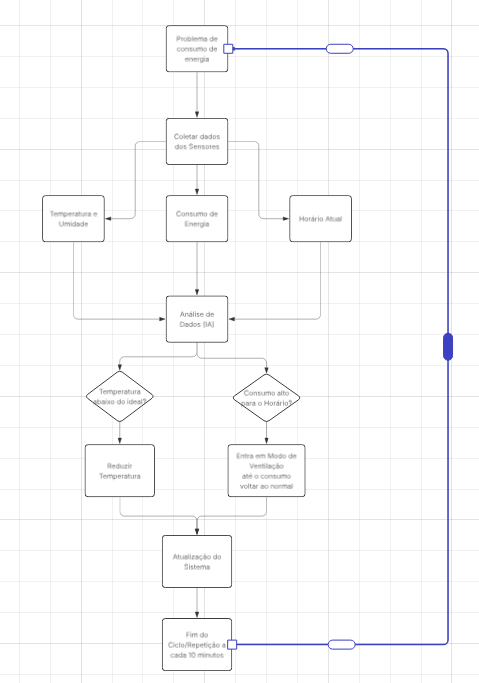 Problema de
consumo de
energia
Coletar dados
dos Sensores
Temperatura e
Umidade
Consumo de
Energia
Horário Atual
Análise de
Dados (IA)
Temperatura
abaixo do ideal?
Consumo alto
para o Horário?
Reduzir
Temperatura
Entra em Modo de
Ventilação
até o consumo
voltar ao normal
Atualização do
Sistema
Fim do
Ciclo/Repetição a
cada 10 minutos